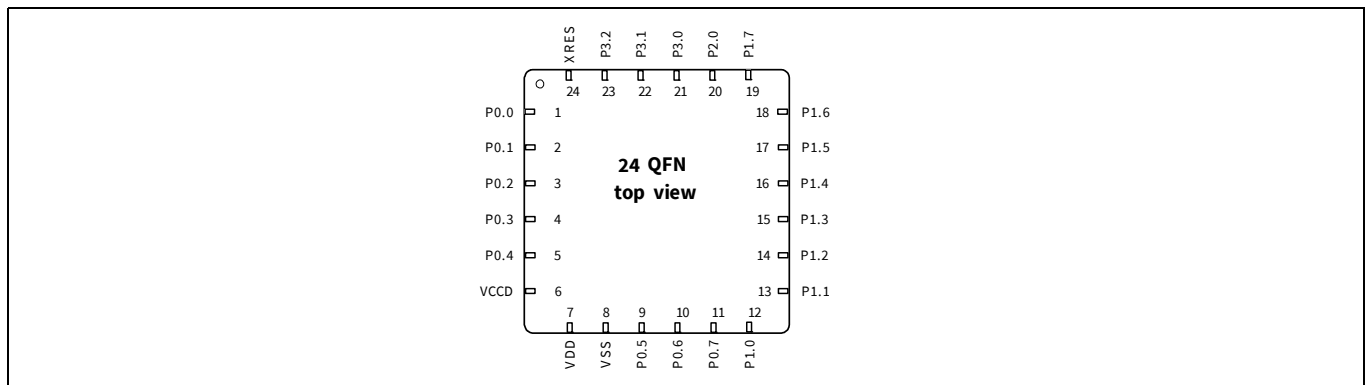 XRES P3.2 P3.1 P3.0 P2.0 P1.7
24 23 22 21 20 19
P0.0 1 18 P1.6
P0.1 2 17 P1.5
24 QFN
P0.2 3 16 P1.4
top view
P0.3 4 15 P1.3
P0.4 5 14 P1.2
VCCD 6 13 P1.1
7 8 9 10 11 12
VDD VSS P0.5 P0.6 P0.7 P1.0